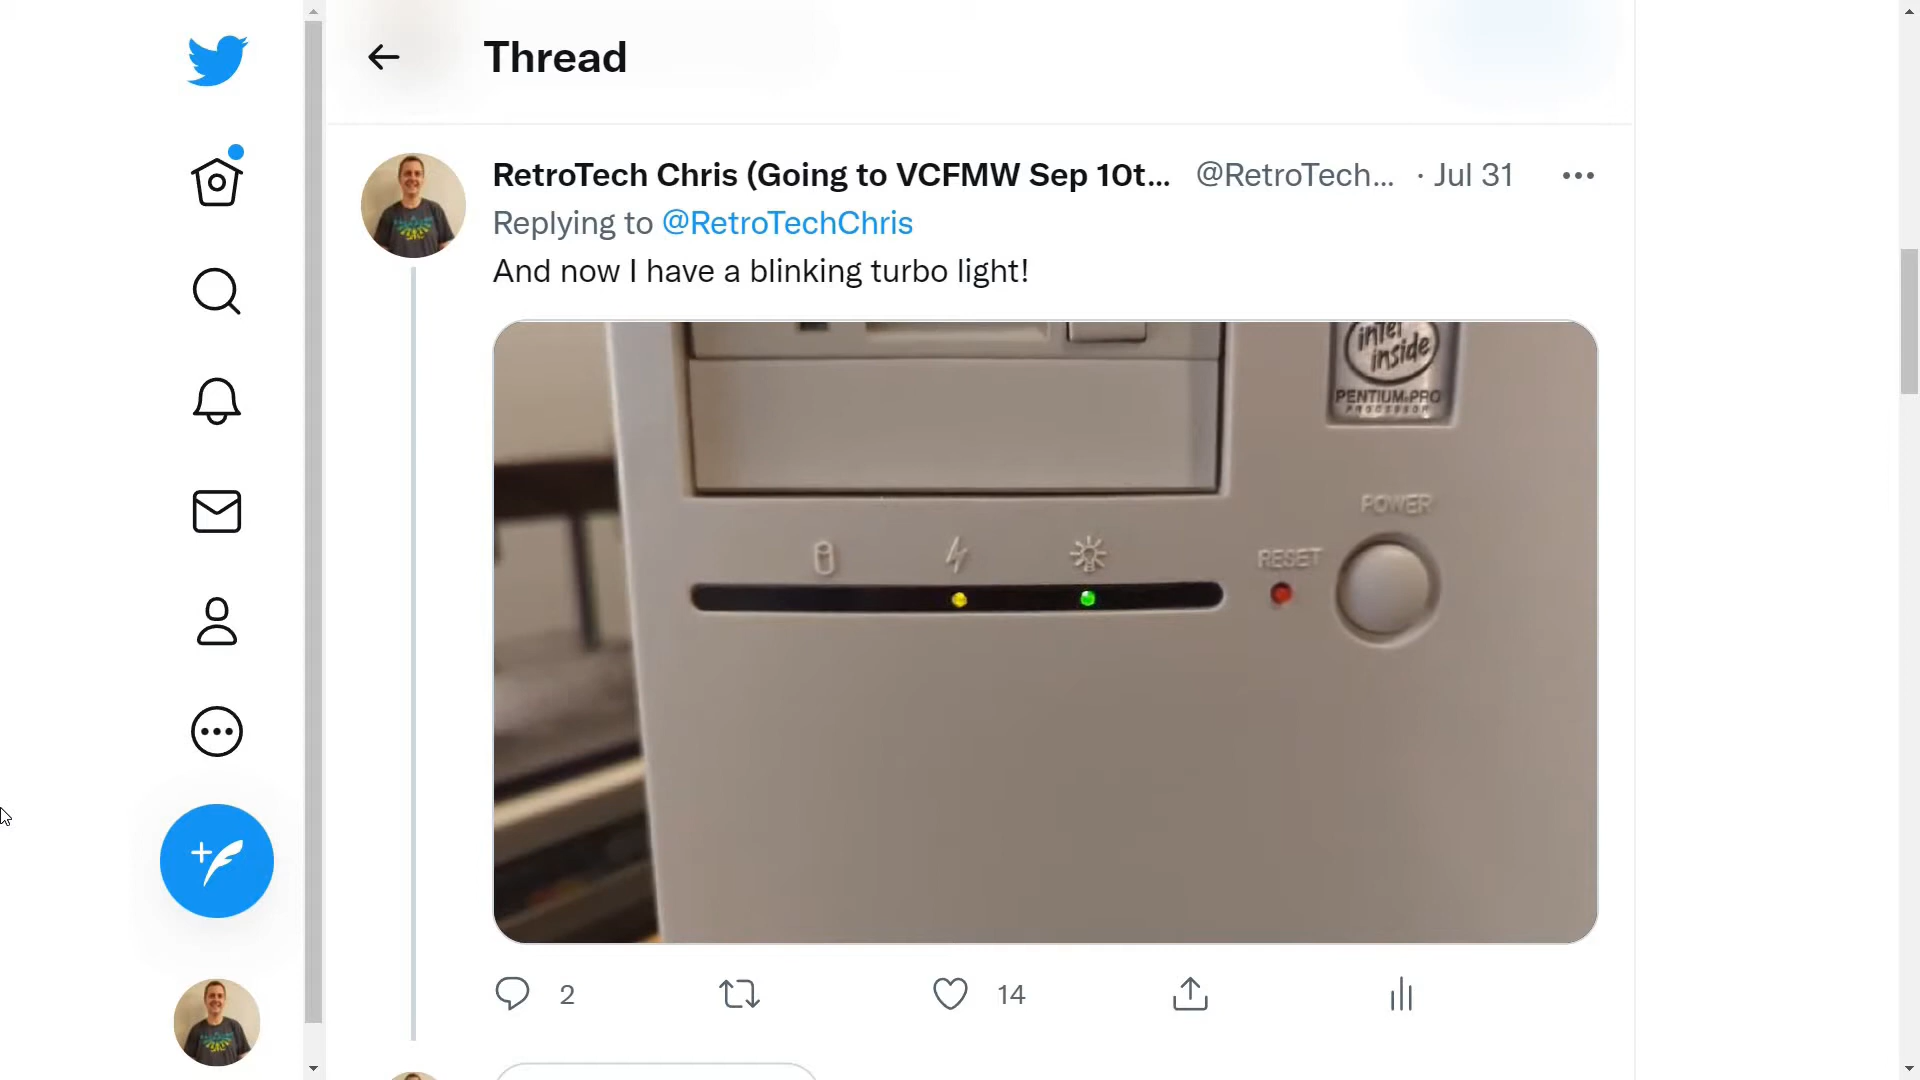 Thread
RetroTech Chris (Going to VCFMW Sep 10t... @RetroTech... · Jul 31
Replying to @RetroTechChris
And now I have a blinking turbo light!
intel
inside
PENTIUM PRO
PROCESSOR
POWER
RESET
2
14